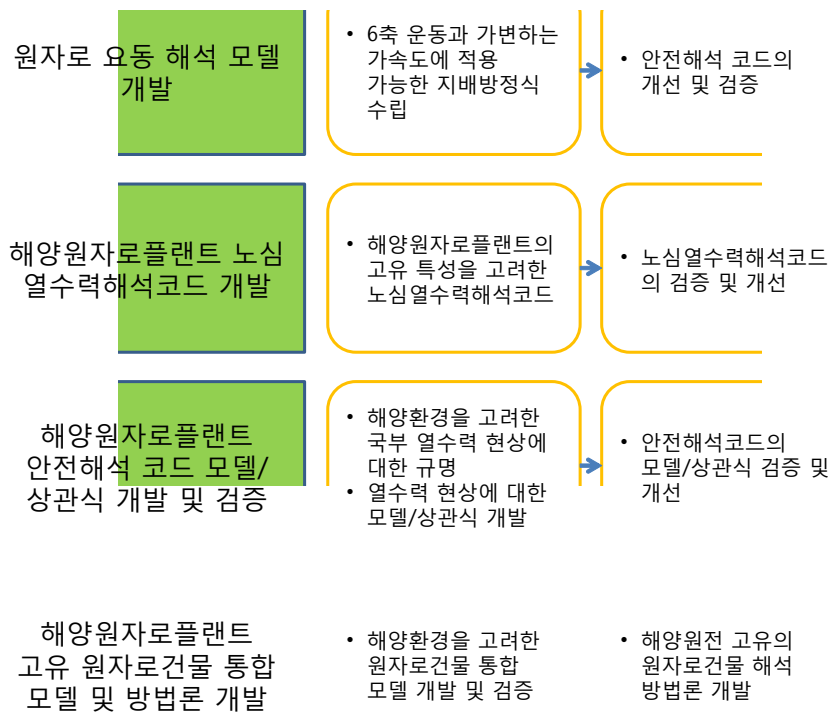 원자로 요동 해석 모델
개발
• 6축 운동과 가변하는
가속도에 적용
가능한 지배방정식
수립
• 안전해석 코드의
개선 및 검증
해양원자로플랜트 노심
열수력해석코드 개발
• 해양원자로플랜트의
고유 특성을 고려한
노심열수력해석코드
• 노심열수력해석코드
의 검증 및 개선
해양원자로플랜트
안전해석 코드 모델/
상관식 개발 및 검증
• 해양환경을 고려한
국부 열수력 현상에
대한 규명
• 열수력 현상에 대한
모델/상관식 개발
• 안전해석코드의
모델/상관식 검증 및
개선
해양원자로플랜트
고유 원자로건물 통합
모델 및 방법론 개발
• 해양환경을 고려한
원자로건물 통합
모델 개발 및 검증
• 해양원전 고유의
원자로건물 해석
방법론 개발